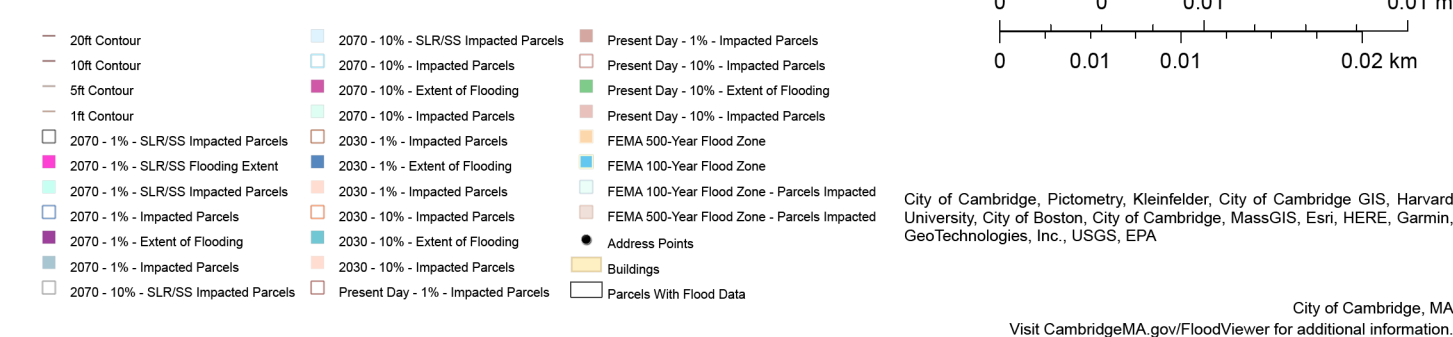 20ft Contour
10ft Contour
5ft Contour
1ft Contour
2070 - 1% - SLR/SS Impacted Parcels
2070 - 1% - SLR/SS Flooding Extent
2070 - 1% - SLR/SS Impacted Parcels
2070 - 1% - Impacted Parcels
2070 - 1% - Extent of Flooding
2070 - 1% - Impacted Parcels
2070 - 10% - SLR/SS Impacted Parcels
2070 - 10% - SLR/SS Impacted Parcels
2070 - 10% - Impacted Parcels
2070 - 10% - Extent of Flooding
2070 - 10% - Impacted Parcels
2030 - 1% - Impacted Parcels
2030 - 1% - Extent of Flooding
2030 - 1% - Impacted Parcels
2030 - 10% - Impacted Parcels
2030 - 10% - Extent of Flooding
2030 - 10% - Impacted Parcels
Present Day - 1% - Impacted Parcels
Present Day - 1% - Impacted Parcels
Present Day - 10% - Impacted Parcels
Present Day - 10% - Extent of Flooding
Present Day - 10% - Impacted Parcels
FEMA 500-Year Flood Zone
FEMA 100-Year Flood Zone
FEMA 100-Year Flood Zone - Parcels Impacted
FEMA 500-Year Flood Zone - Parcels Impacted
Address Points
Buildings
Parcels With Flood Data
0 0 0.01 0.01 m
0 0.01 0.01 0.02 km
City of Cambridge, Pictometry, Kleinfelder, City of Cambridge GIS, Harvard
University, City of Boston, City of Cambridge, MassGIS, Esri, HERE, Garmin,
GeoTechnologies, Inc., USGS, EPA
City of Cambridge, MA
Visit CambridgeMA.gov/FloodViewer for additional information.